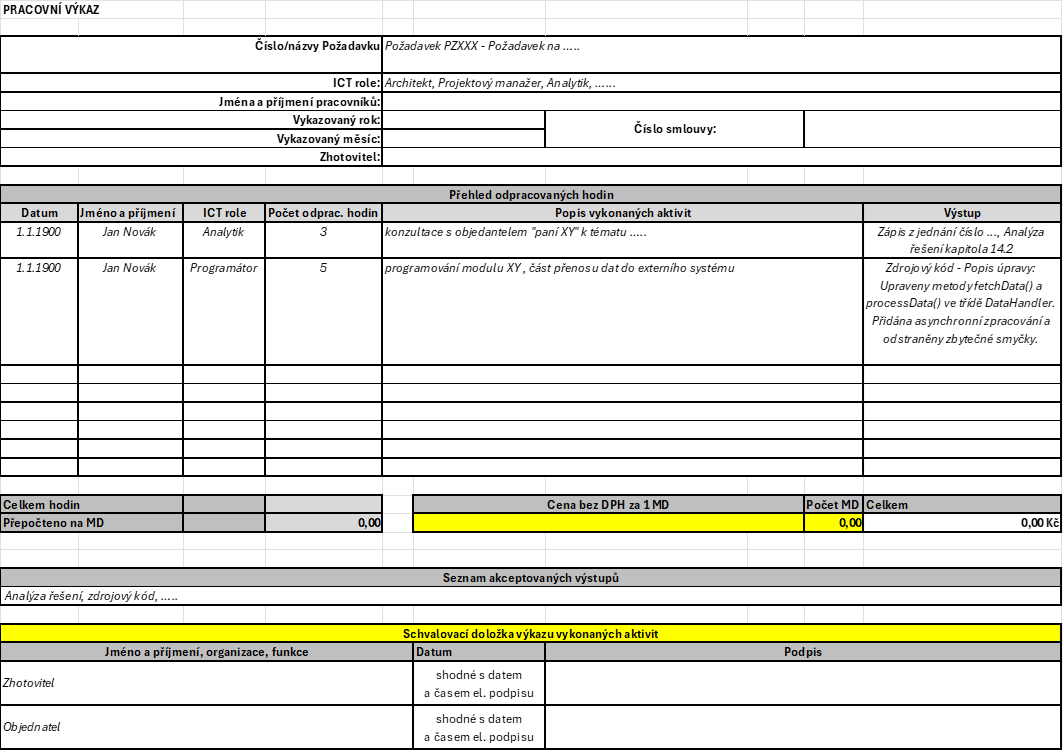 PRACOVNÍ VÝKAZ
Číslo/názvy Požadavku Požadavek PZXXX - Požadavek na .....
ICT role: Architekt, Projektový manažer, Analytik, ......
Jména a příjmení pracovníků:
Vykazovaný rok:
Číslo smlouvy:
Vykazovaný měsíc:
Zhotovitel:
Přehled odpracovaných hodin
Datum Jméno a příjmení ICT role Počet odprac. hodin Popis vykonaných aktivit Výstup
1.1.1900 Jan Novák Analytik 3 konzultace s objedantelem "paní XY" k tématu ..... Zápis z jednání číslo ..., Analýza
řešení kapitola 14.2
1.1.1900 Jan Novák Programátor 5 programování modulu XY , část přenosu dat do externího systému Zdrojový kód - Popis úpravy:
Upraveny metody fetchData() a
processData() ve třídě DataHandler.
Přidána asynchronní zpracování a
odstraněny zbytečné smyčky.
Celkem hodin Cena bez DPH za 1 MD Počet MD Celkem
Přepočteno na MD 0,00 0,00 0,00 Kč
Seznam akceptovaných výstupů
Analýza řešení, zdrojový kód, .....
Schvalovací doložka výkazu vykonaných aktivit
Jméno a příjmení, organizace, funkce Datum Podpis
Zhotovitel shodné s datem
a časem el. podpisu
Objednatel shodné s datem
a časem el. podpisu